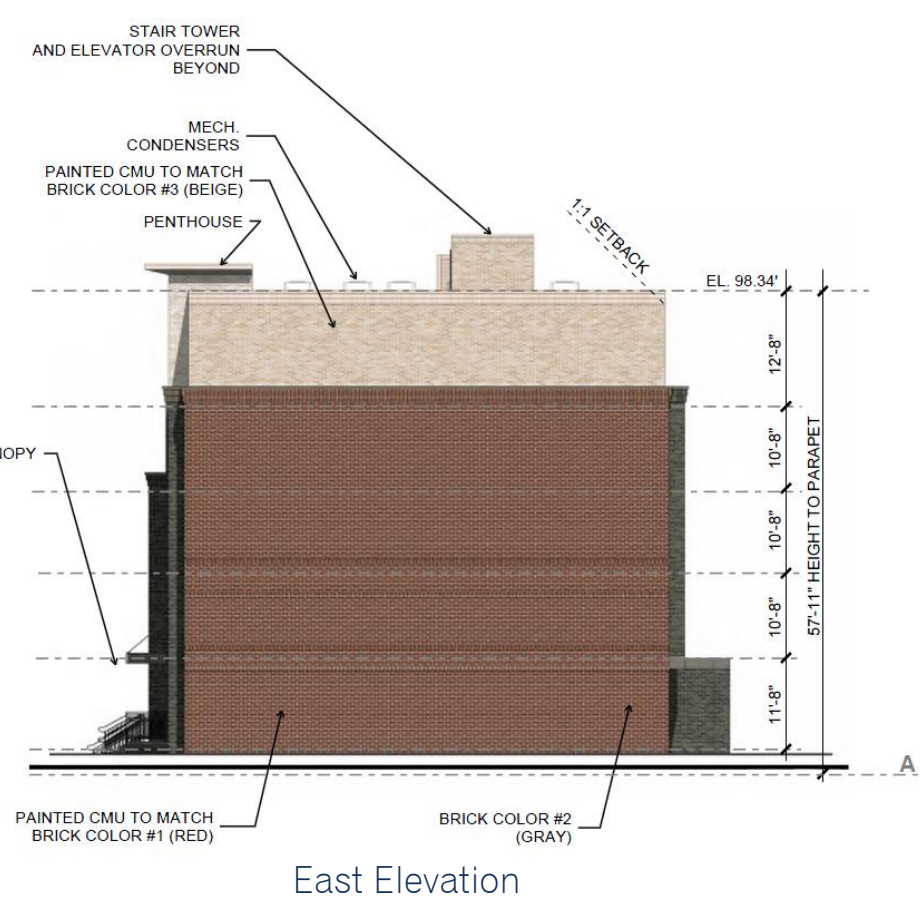 STAIR TOWER
AND ELEVATOR OVERRUN
BEYOND
MECH.
CONDENSERS
PAINTED CMU TO MATCH
BRICK COLOR #3 (BEIGE)
PENTHOUSE
1:1 SETBACK
EL. 98.34'
12'-8"
10'-8"
NOPY
10'-8"
10'-8"
57'-11" HEIGHT TO PARAPET
11'-8"
A
PAINTED CMU TO MATCH
BRICK COLOR #1 (RED)
BRICK COLOR #2
(GRAY)
East Elevation